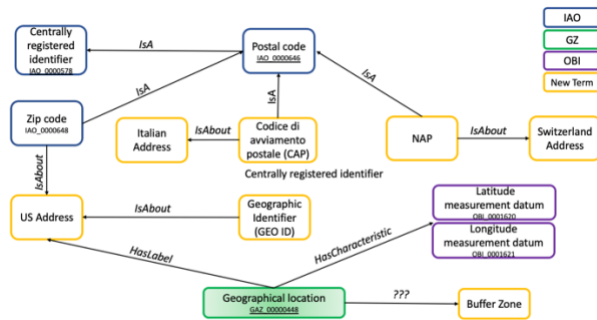 Centrally
registered
identifier
IAO_0000578
IsA
Postal code
IAO_0000646
IAO
GZ
OBI
New Term
IsA
IsA
IsA
Zip code
IAO_0000648
Italian
Address
IsAbout
Codice di
avviamento
postale (CAP)
NAP
IsAbout
Switzerland
Address
Centrally registered identifier
IsAbout
US Address
IsAbout
Geographic
Identifier
(GEO ID)
Latitude
measurement datum
OBI_0001620
Longitude
measurement datum
OBI_0001621
HasLabel
HasCharacteristic
Geographical location
GAZ_00000448
???
Buffer Zone